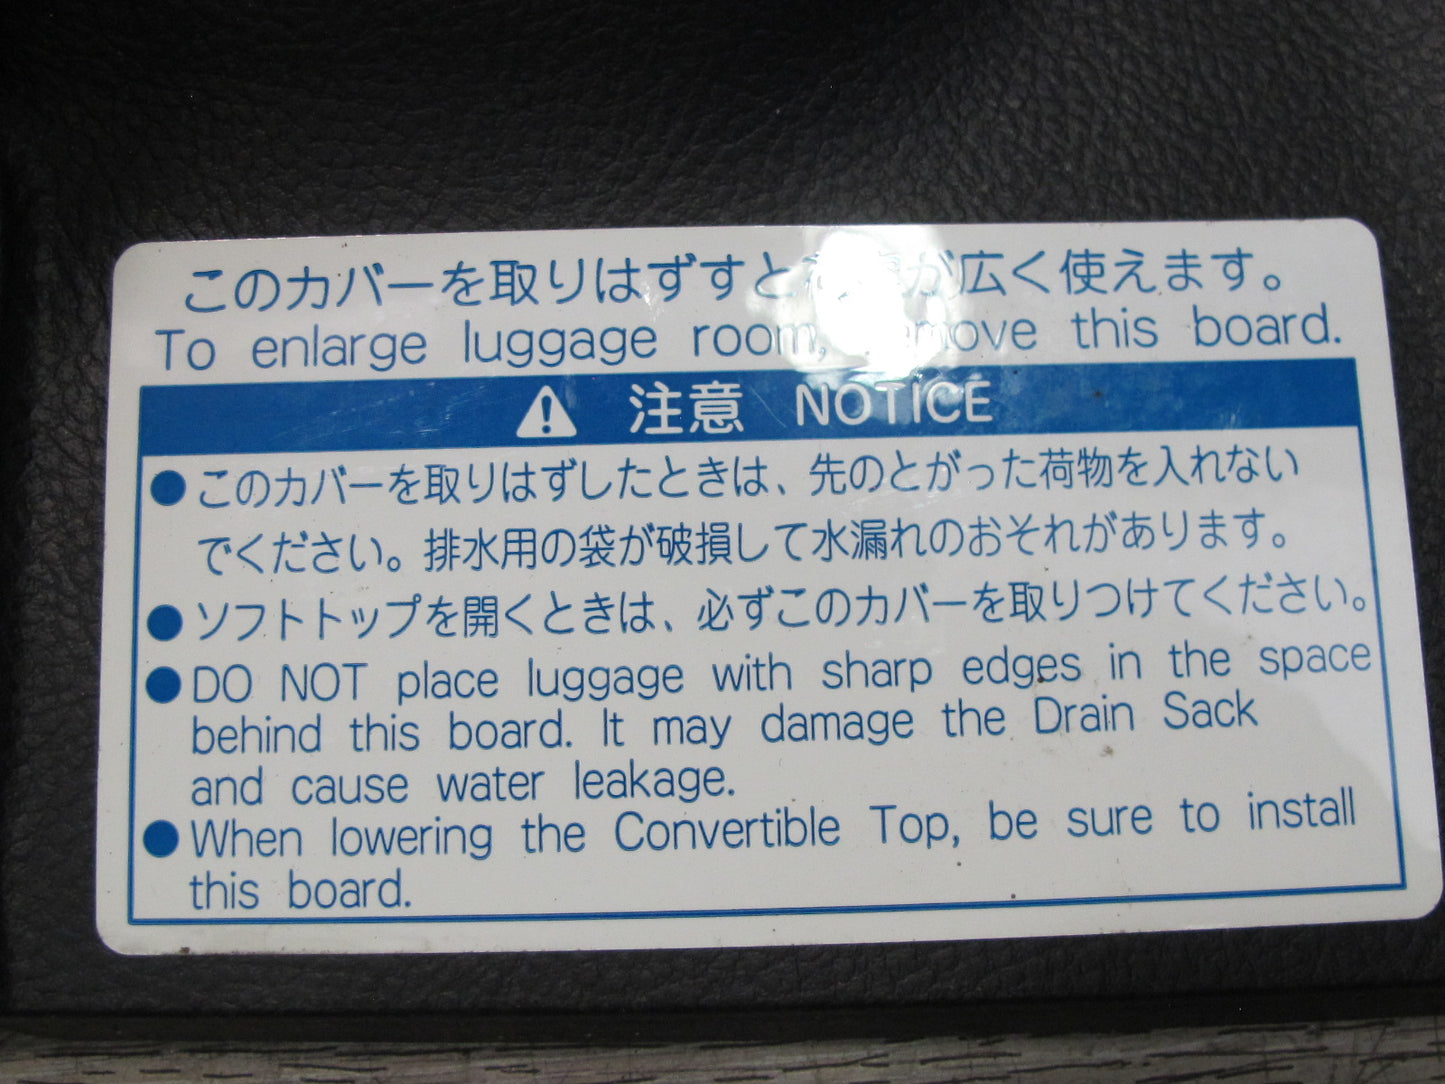 このカバーを取りはずすと が広く使えます。
To enlarge luggage room, remove this board.
注意 NOTICE
●このカバーを取りはずしたときは、先のとがった荷物を入れない
でください。排水用の袋が破損して水漏れのおそれがあります。
●ソフトトップを開くときは、必ずこのカバーを取りつけてください。
●DO NOT place luggage with sharp edges in the space
behind this board. It may damage the Drain Sack
and cause water leakage.
●When lowering the Convertible Top, be sure to install
this board.